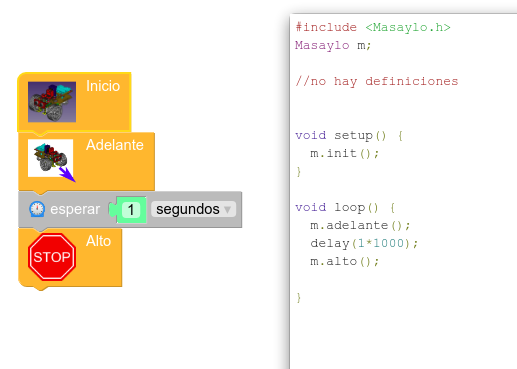 Inicio
Adelante
esperar 1 segundos
Alto
STOP
#include <Masaylo.h>
Masaylo m;
//no hay definiciones
void setup() {
m.init();
}
void loop() {
m.adelante();
delay(1*1000);
m.alto();
}